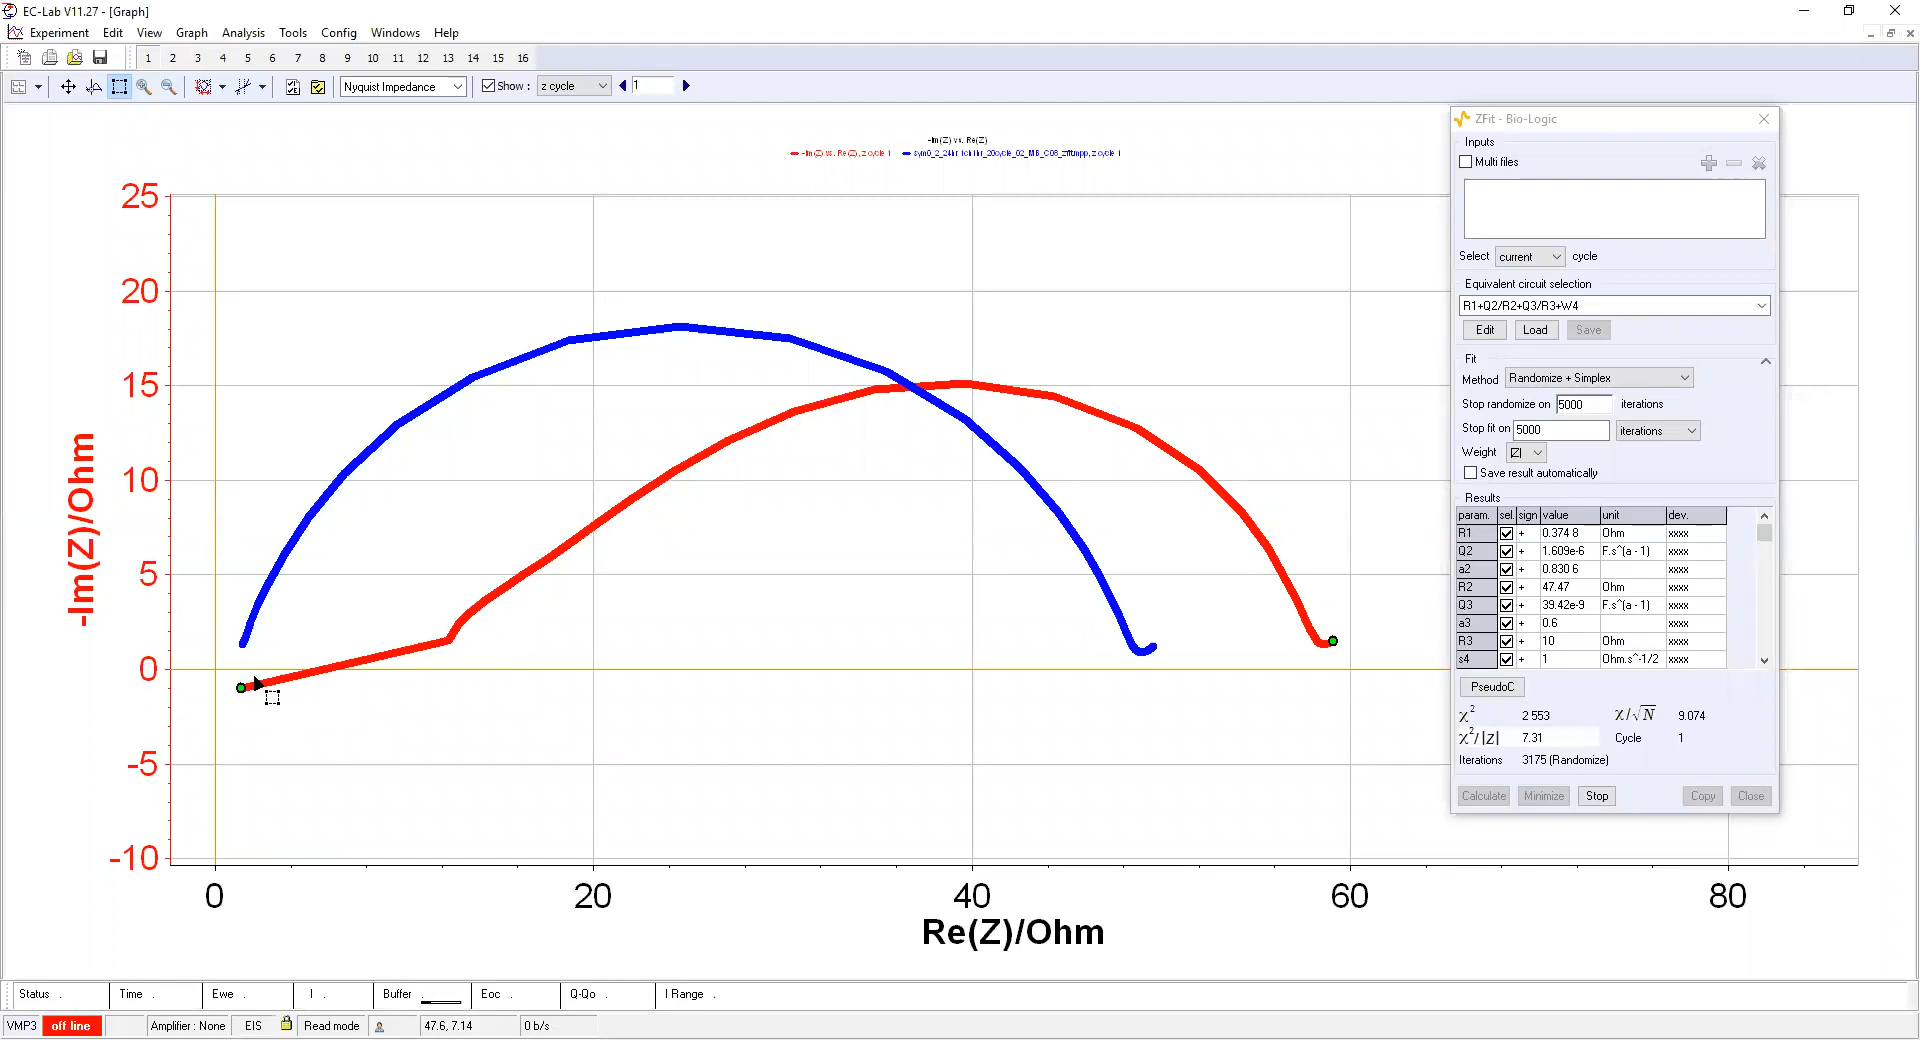 EC-Lab V11.27 - [Graph]
Experiment Edit View Graph Analysis Tools Config Windows Help
1 2 3 4 5 6 7 8 9 10 11 12 13 14 15 16
Nyquist Impedance Show : z cycle 1
-Im(Z) vs. Re(Z)
-Im(Z) vs. Re(Z), z cycle 1
z cycle 1
25
20
15
10
5
0
-5
-10
-Im(Z)/Ohm
0 20 40 60 80
Re(Z)/Ohm
ZFit - Bio-Logic
Inputs
Multi files
Select current cycle
Equivalent circuit selection
R1+Q2/R2+Q3/R3+W4
Edit Load Save
Fit
Method Randomize + Simplex
Stop randomize on 5000 iterations
Stop fit on 5000 iterations
Weight |Z|
Save result automatically
Results
param. sel. sign value unit dev.
R1 + 0.374 8 Ohm xxxx
Q2 + 1.609e-6 F.s^(a - 1) xxxx
a2 + 0.830 6 xxxx
R2 + 47.47 Ohm xxxx
Q3 + 39.42e-9 F.s^(a - 1) xxxx
a3 + 0.6 xxxx
R3 + 10 Ohm xxxx
s4 + 1 Ohm.s^-1/2 xxxx
PseudoC
χ² 2 553 χ/√N 9.074
χ²/|Z| 7.31 Cycle 1
Iterations 3175 (Randomize)
Calculate Minimize Stop Copy Close
Status . Time . Ewe . I . Buffer . Eoc . Q-Qo . I Range .
VMP3 off line Amplifier : None EIS Read mode 47.6, 7.14 0 b/s